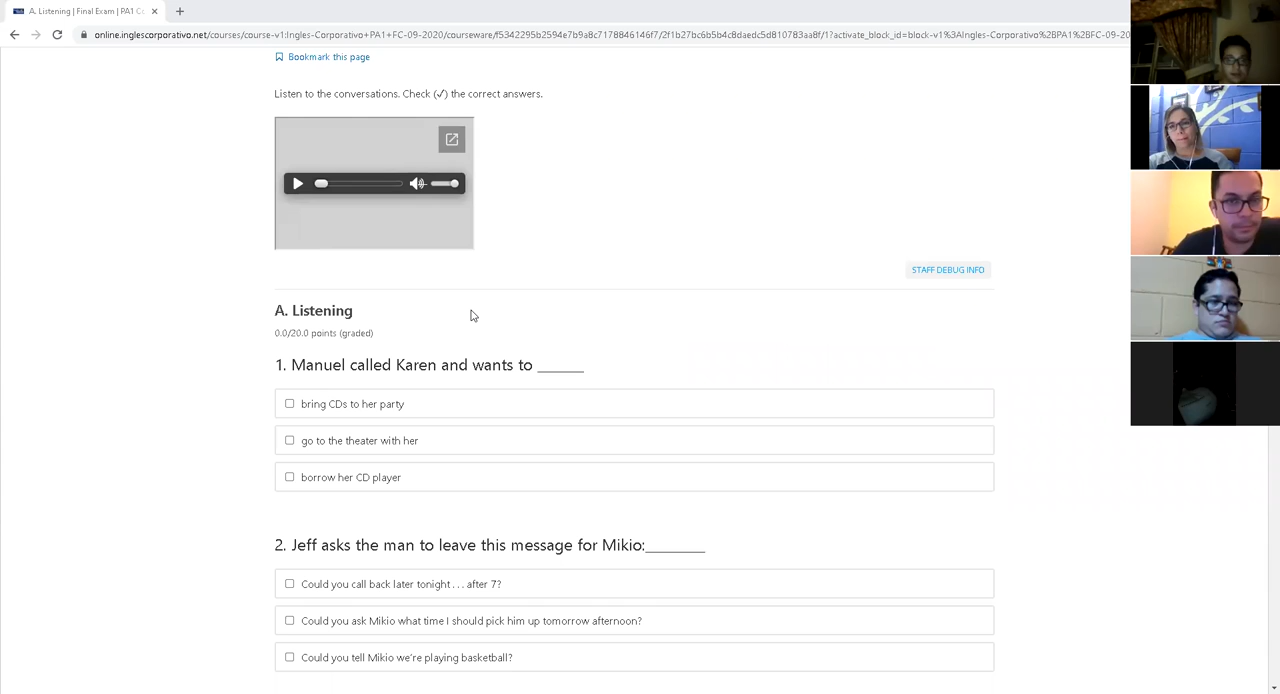 A. Listening | Final Exam | PA1 C
online.inglescorporativo.net/courses/course-v1:Ingles-Corporativo+PA1+FC-09-2020/courseware/f5342295b2594e7b9a8c7178846146f7/2f1b27bc6b5b4c8daedc5d810783aa8f/1?activate_block_id=block-v1%3AIngles-Corporativo%2BPA1%2BFC-09-20
Bookmark this page
Listen to the conversations. Check (✓) the correct answers.
STAFF DEBUG INFO
A. Listening
0.0/20.0 points (graded)
1. Manuel called Karen and wants to ______
bring CDs to her party
go to the theater with her
borrow her CD player
2. Jeff asks the man to leave this message for Mikio:________
Could you call back later tonight . . . after 7?
Could you ask Mikio what time I should pick him up tomorrow afternoon?
Could you tell Mikio we're playing basketball?